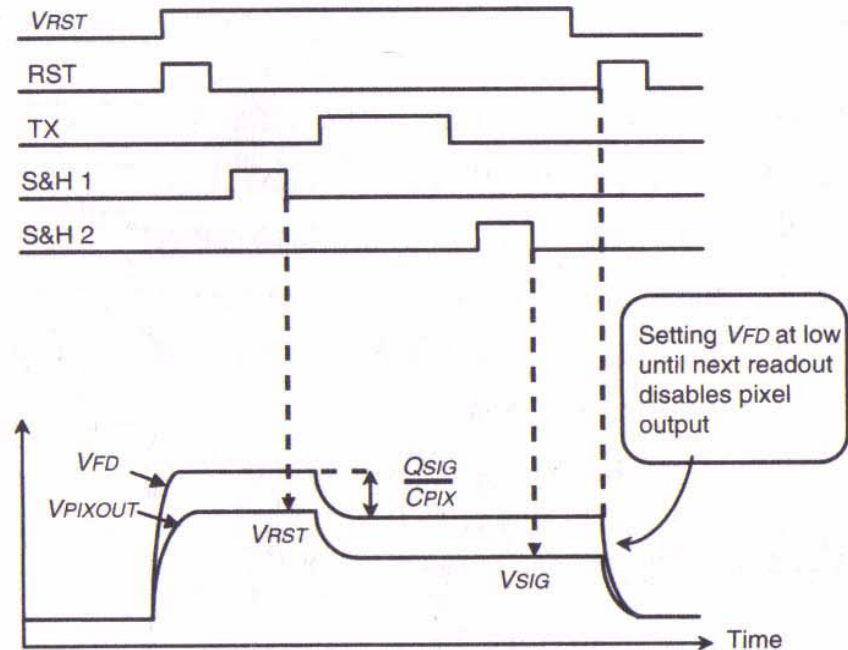 VRST
RST
TX
S&H 1
S&H 2
Setting VFD at low
until next readout
disables pixel
output
VFD
QSIG
CPIX
VPIXOUT
VRST
VSIG
Time